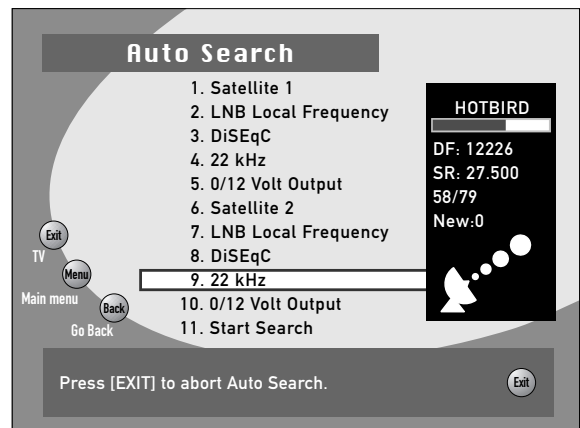 Auto Search
1. Satellite 1
2. LNB Local Frequency
3. DiSEqC
4. 22 kHz
5. 0/12 Volt Output
6. Satellite 2
7. LNB Local Frequency
8. DiSEqC
9. 22 kHz
10. 0/12 Volt Output
11. Start Search
HOTBIRD
DF: 12226
SR: 27.500
58/79
New:0
Exit
TV
Menu
Main menu
Back
Go Back
Press [EXIT] to abort Auto Search.
Exit